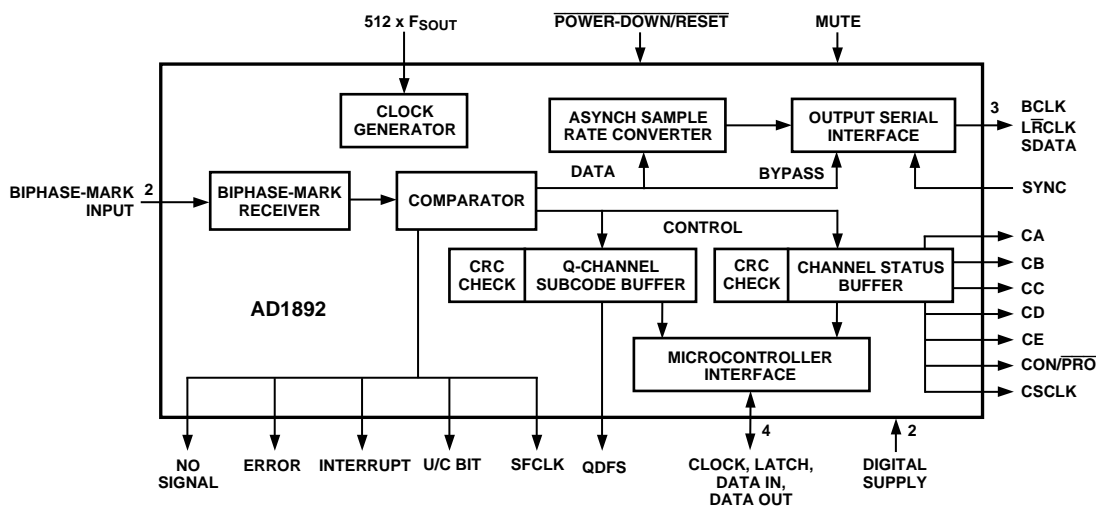 512 x FSOUT
POWER-DOWN/RESET
MUTE
CLOCK
GENERATOR
ASYNCH SAMPLE
RATE CONVERTER
OUTPUT SERIAL
INTERFACE
3
BCLK
LRCLK
SDATA
DATA
BYPASS
SYNC
BIPHASE-MARK
INPUT
2
BIPHASE-MARK
RECEIVER
COMPARATOR
CONTROL
CRC
CHECK
Q-CHANNEL
SUBCODE BUFFER
CRC
CHECK
CHANNEL STATUS
BUFFER
CA
CB
CC
CD
CE
CON/PRO
CSCLK
AD1892
MICROCONTROLLER
INTERFACE
4
2
NO
SIGNAL
ERROR
INTERRUPT
U/C BIT
SFCLK
QDFS
CLOCK, LATCH,
DATA IN,
DATA OUT
DIGITAL
SUPPLY